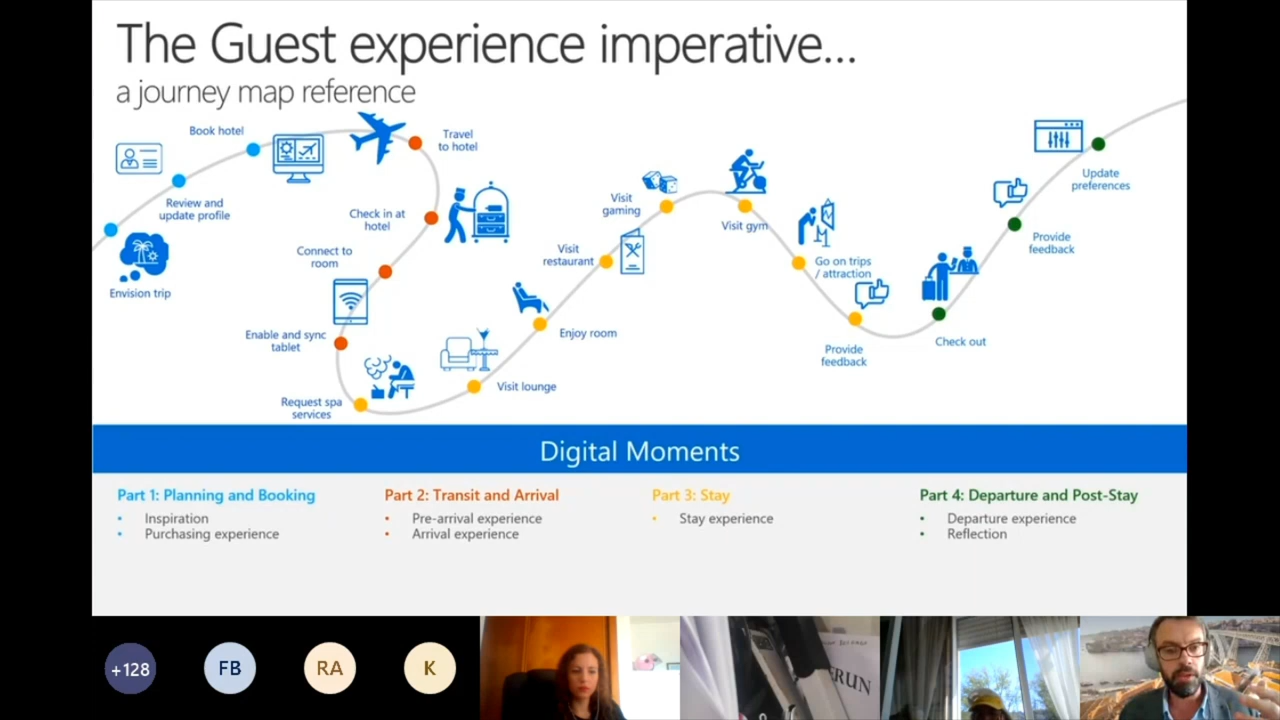 The Guest experience imperative...
a journey map reference
Book hotel
Travel
to hotel
Review and
update profile
Envision trip
Check in at
hotel
Connect to
room
Enable and sync
tablet
Request spa
services
Visit lounge
Enjoy room
Visit
restaurant
Visit
gaming
Visit gym
Go on trips
/ attraction
Provide
feedback
Check out
Provide
feedback
Update
preferences
Digital Moments
Part 1: Planning and Booking
• Inspiration
• Purchasing experience
Part 2: Transit and Arrival
• Pre-arrival experience
• Arrival experience
Part 3: Stay
• Stay experience
Part 4: Departure and Post-Stay
• Departure experience
• Reflection
+128
FB
RA
K